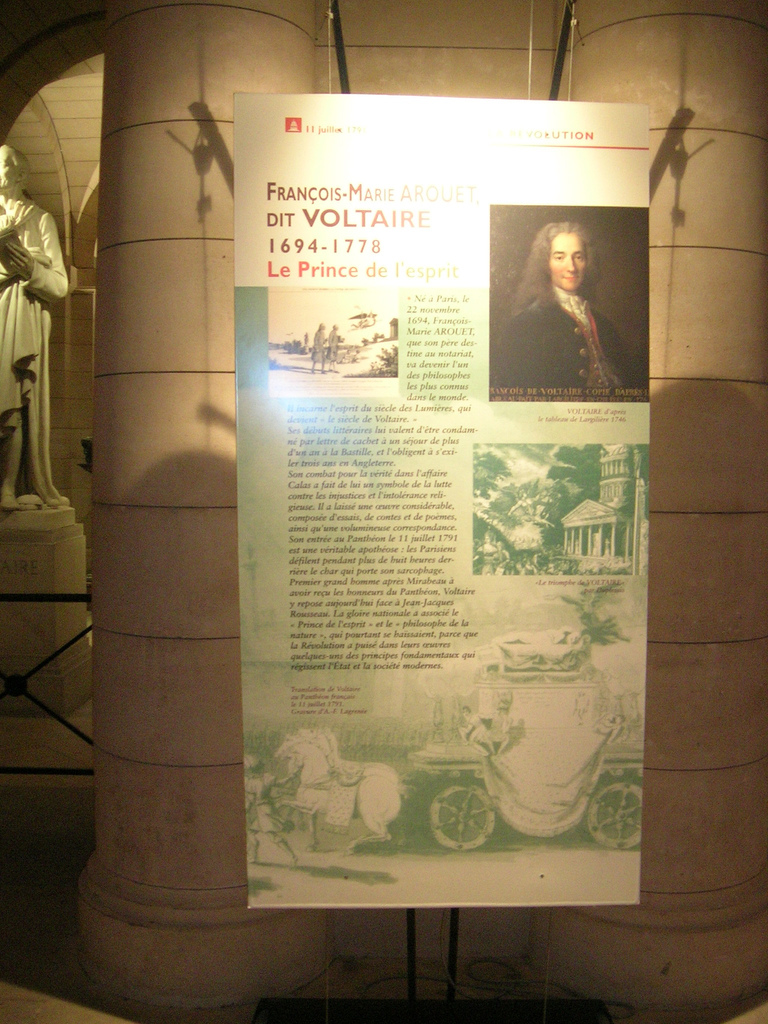 11 juillet 1791
RÉVOLUTION
FRANÇOIS-MARIE AROUET,
DIT VOLTAIRE
1694-1778
Le Prince de l'esprit
« Né à Paris, le
22 novembre
1694, François-
Marie AROUET,
que son père des-
tine au notariat,
va devenir l'un
des philosophes
les plus connus
dans le monde.
Il incarne l'esprit du siècle des Lumières, qui
devient « le siècle de Voltaire. »
Ses débuts littéraires lui valent d'être condam-
né par lettre de cachet à un séjour de plus
d'un an à la Bastille, et l'obligent à s'exi-
ler trois ans en Angleterre.
Son combat pour la vérité dans l'affaire
Calas a fait de lui un symbole de la lutte
contre les injustices et l'intolérance reli-
gieuse. Il a laissé une œuvre considérable,
composée d'essais, de contes et de poèmes,
ainsi qu'une volumineuse correspondance.
Son entrée au Panthéon le 11 juillet 1791
est une véritable apothéose : les Parisiens
défilent pendant plus de huit heures der-
rière le char qui porte son sarcophage.
Premier grand homme après Mirabeau à
avoir reçu les honneurs du Panthéon, Voltaire
y repose aujourd'hui face à Jean-Jacques
Rousseau. La gloire nationale a associé le
« Prince de l'esprit » et le « philosophe de la
nature », qui pourtant se haïssaient, parce que
la Révolution a puisé dans leurs œuvres
quelques-uns des principes fondamentaux qui
régissent l'État et la société modernes.
FRANÇOIS DE VOLTAIRE COPIE D'APRES
VOLTAIRE d'après
le tableau de Largilière 1746.
«Le triomphe de VOLTAIRE»
par
Translation de Voltaire
au Panthéon français
le 11 juillet 1791.
Gravure d'A.-F.
AIRE